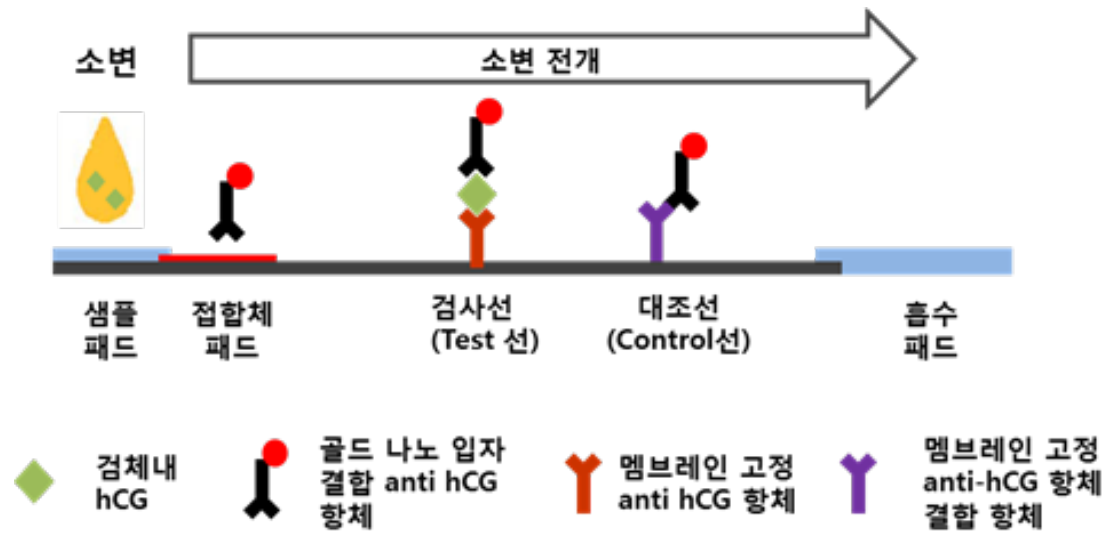 소변
소변 전개
샘플
패드
접합체
패드
검사선
(Test 선)
대조선
(Control선)
흡수
패드
검체내
hCG
골드 나노 입자
결합 anti hCG
항체
멤브레인 고정
anti hCG 항체
멤브레인 고정
anti-hCG 항체
결합 항체